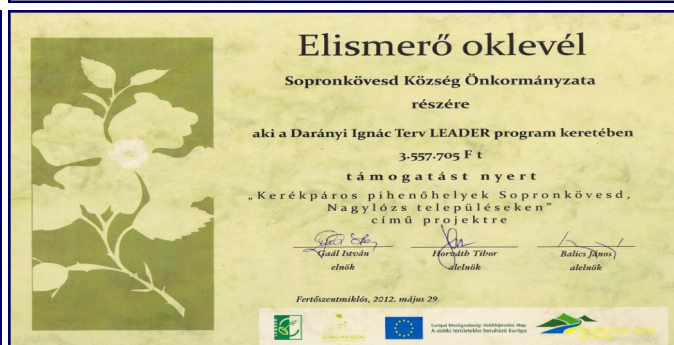 Elismerő oklevél
Sopronkövesd Község Önkormányzata
részére
aki a Darányi Ignác Terv LEADER program keretében
3.557.705 Ft
támogatást nyert
„Kerékpáros pihenőhelyek Sopronkövesd,
Nagylózs településeken”
című projektre
Gaál István Horváth Tibor Balics János
elnök alelnök alelnök
Fertőszentmiklós, 2012. május 29.
Európai Mezőgazdasági Vidékfejlesztési Alap:
A vidéki területekbe beruházó Európa